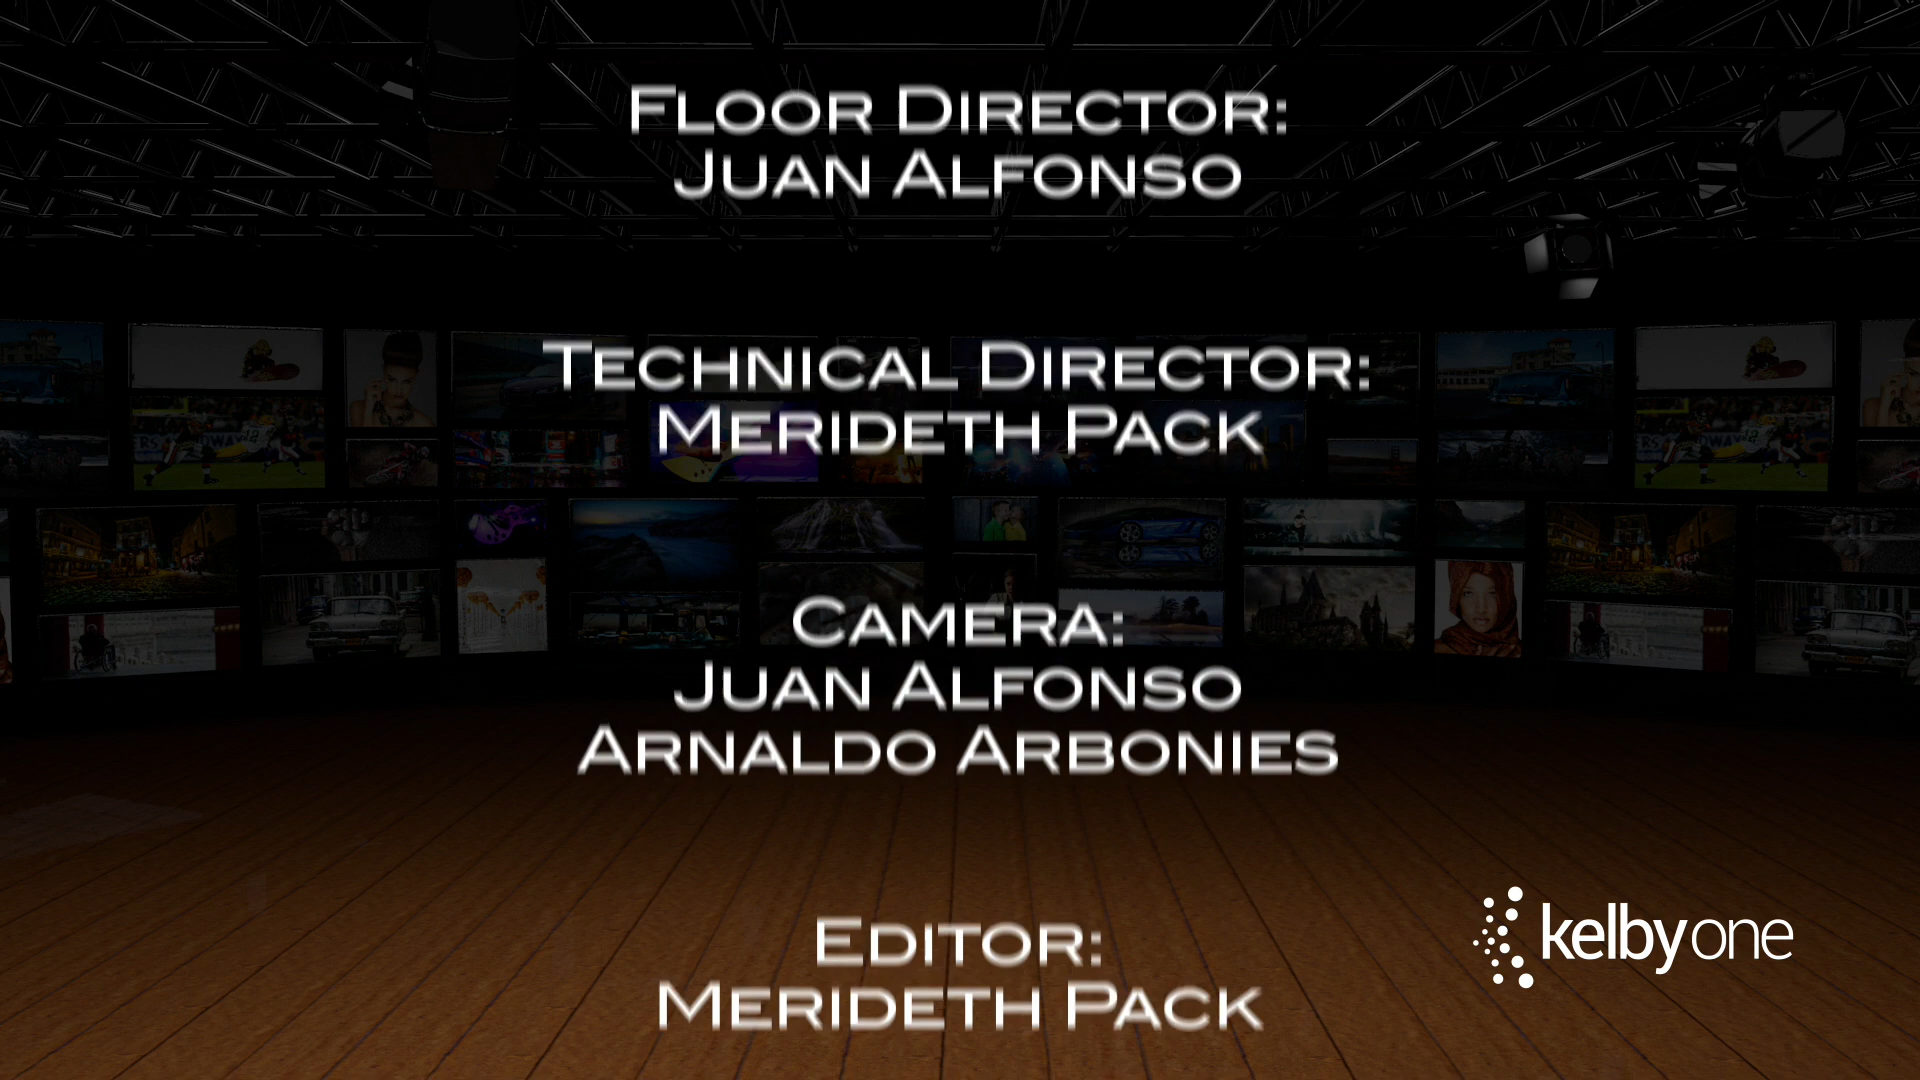 Floor Director:
Juan Alfonso
Technical Director:
Merideth Pack
Camera:
Juan Alfonso
Arnaldo Arbonies
Editor:
Merideth Pack
kelbyone